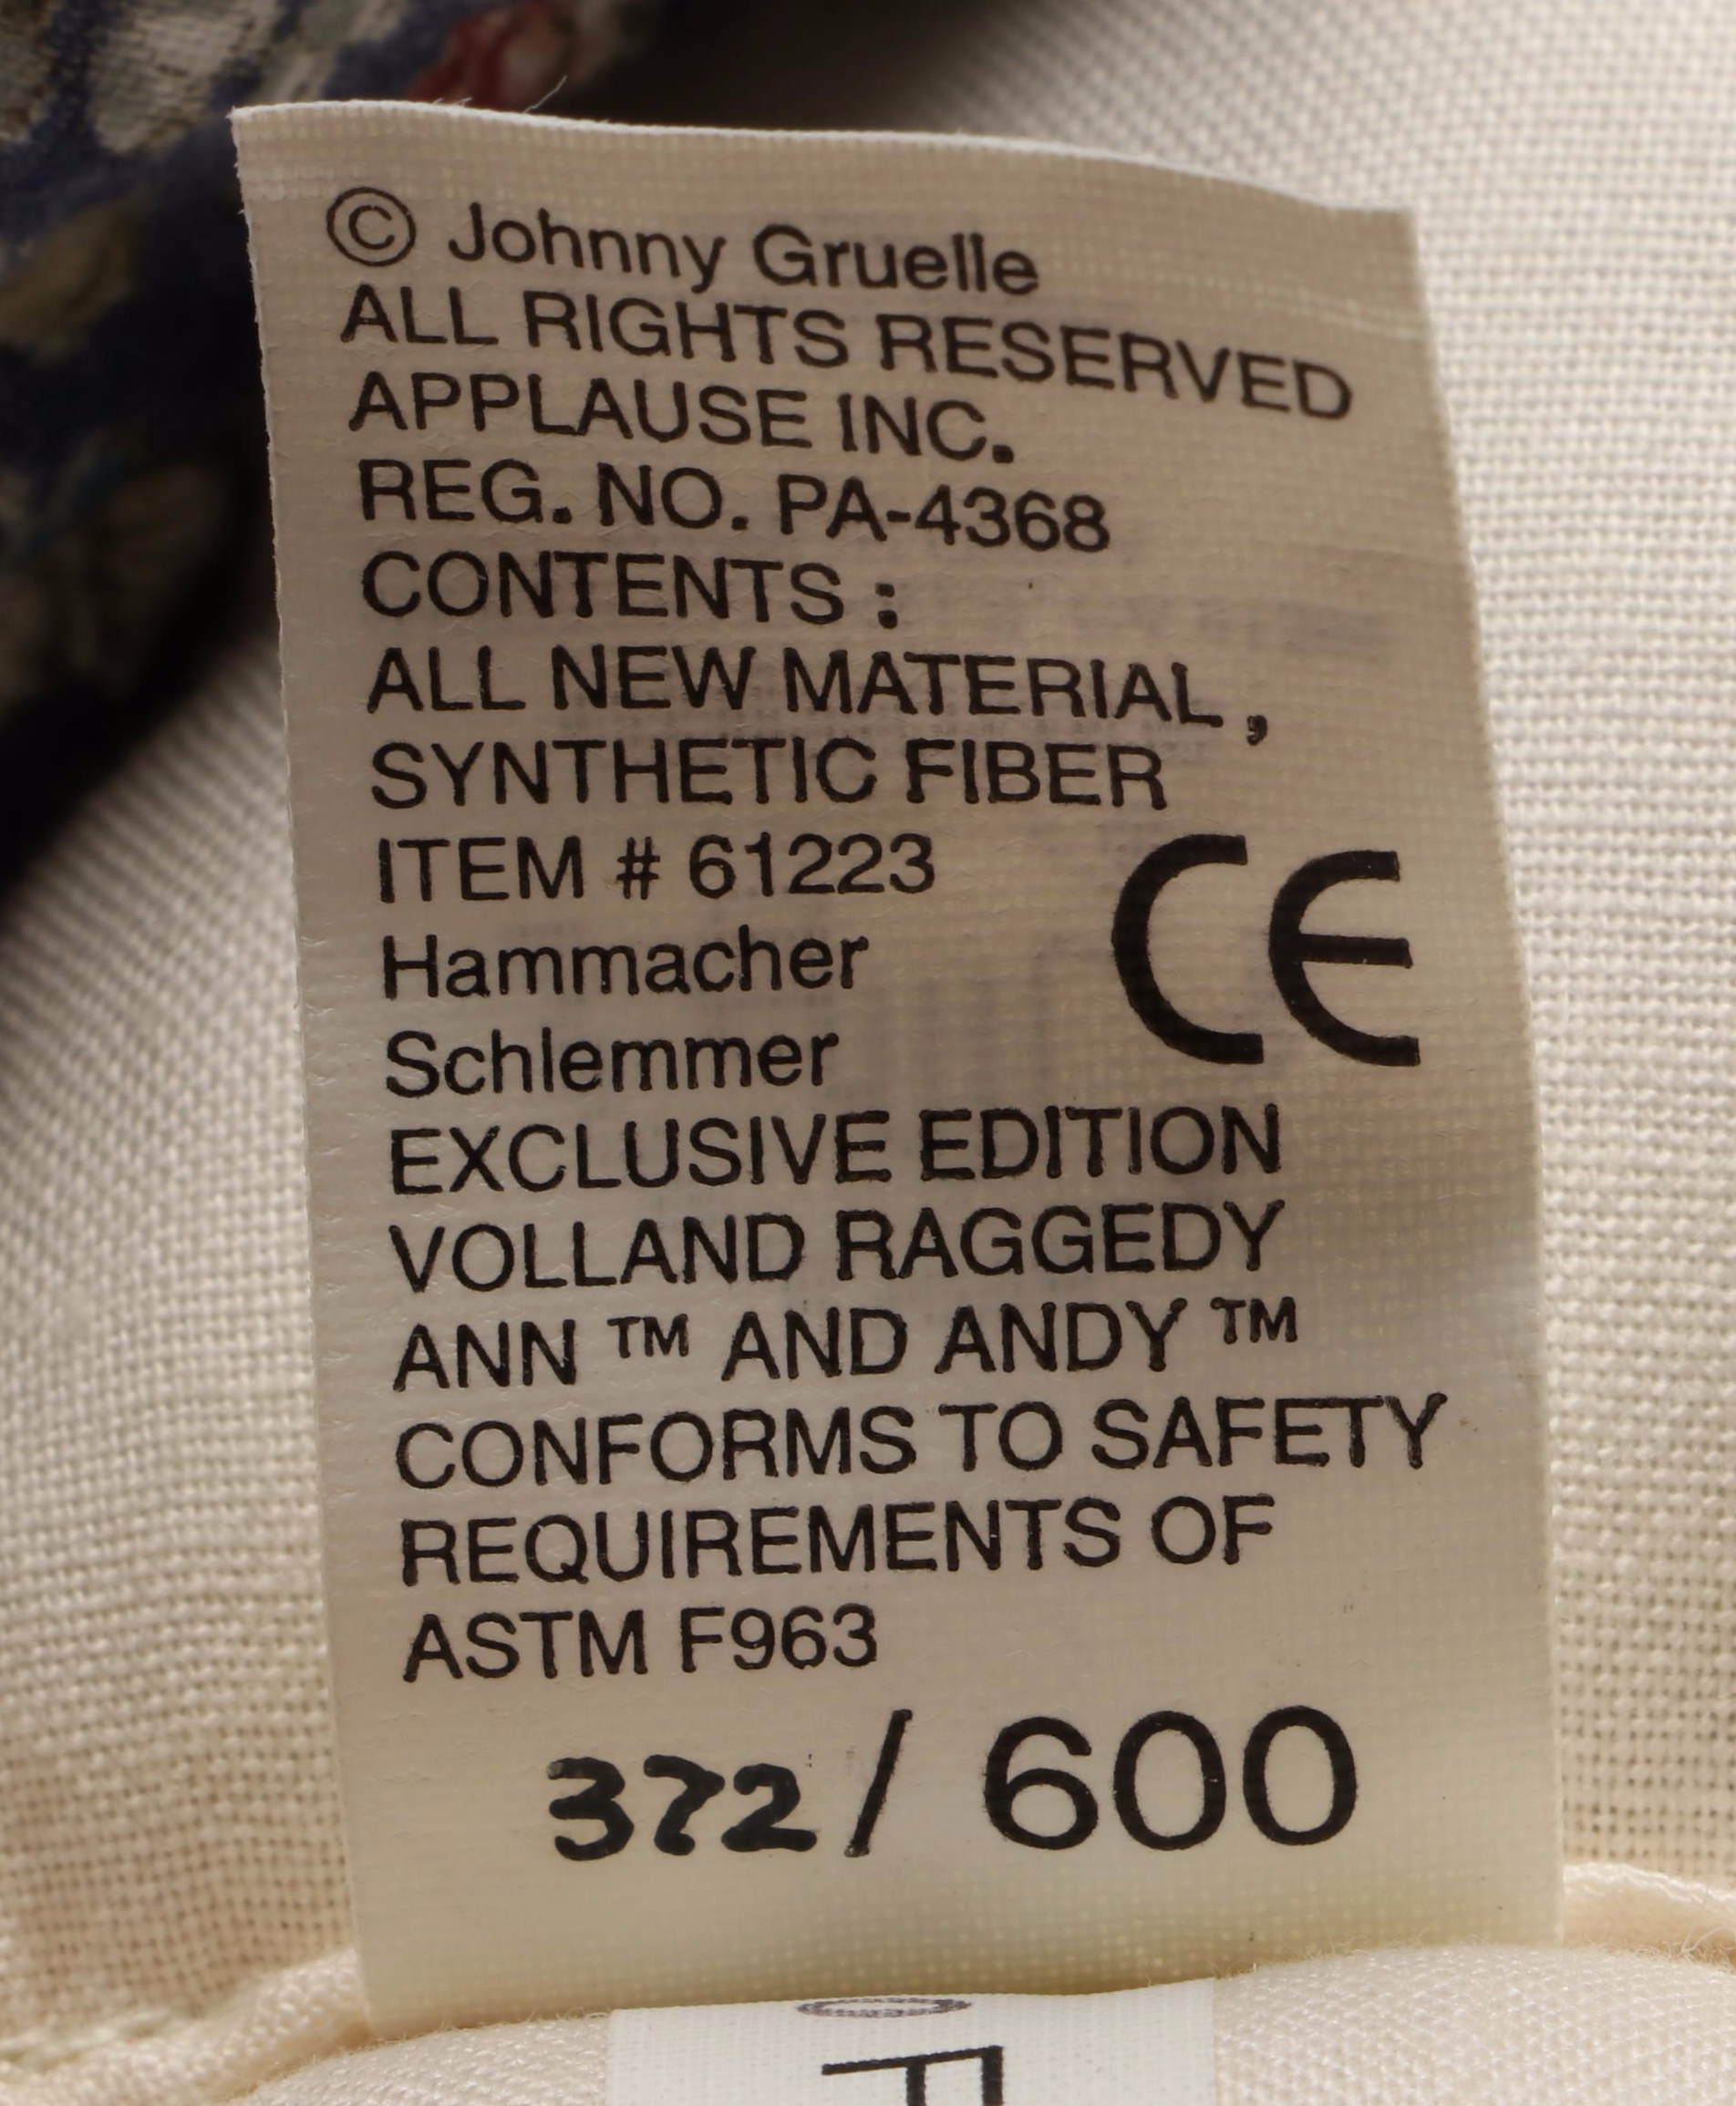 © Johnny Gruelle
ALL RIGHTS RESERVED
APPLAUSE INC.
REG. NO. PA-4368
CONTENTS :
ALL NEW MATERIAL ,
SYNTHETIC FIBER
ITEM # 61223
Hammacher
Schlemmer
CE
EXCLUSIVE EDITION
VOLLAND RAGGEDY
ANN ™ AND ANDY ™
CONFORMS TO SAFETY
REQUIREMENTS OF
ASTM F963
372 / 600